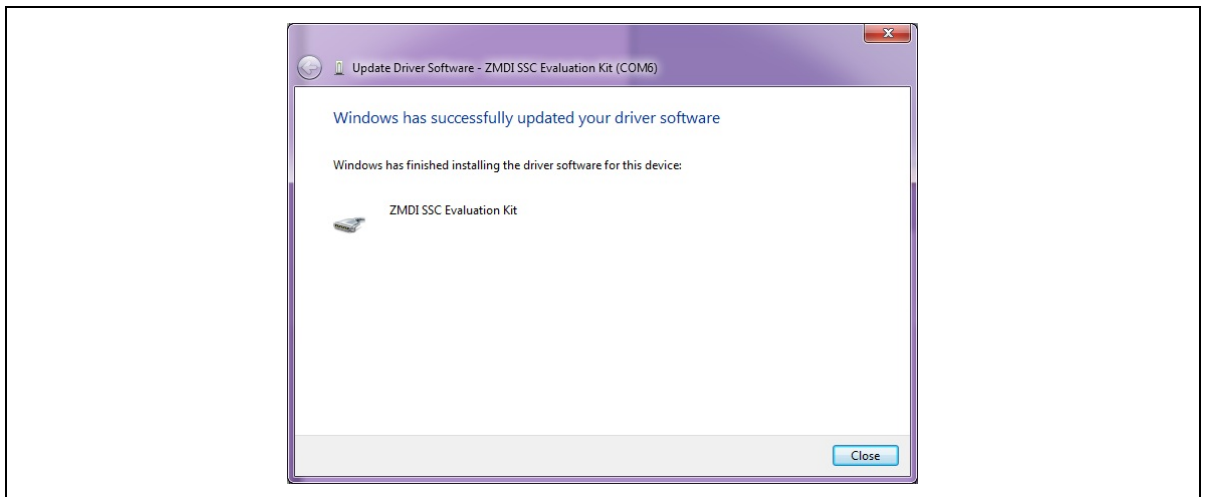 Update Driver Software - ZMDI SSC Evaluation Kit (COM6)
Windows has successfully updated your driver software
Windows has finished installing the driver software for this device:
ZMDI SSC Evaluation Kit
Close